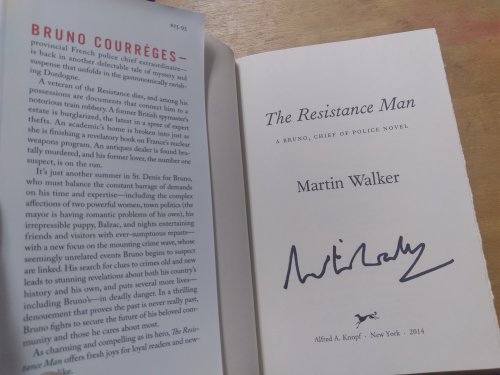 $25.95
BRUNO COURRÈGES—
provincial French police chief extraordinaire—
is back in another delectable tale of mystery and
suspense that unfolds in the gastronomically ravish-
ing Dordogne.
A veteran of the Resistance dies, and among his
possessions are documents that connect him to a
notorious train robbery. A former British spymaster's
estate is burglarized, the latest in a spree of expert
thefts. An academic's home is broken into just as
she is finishing a revelatory book on France's nuclear
weapons program. An antiques dealer is found bru-
tally murdered, and his former lover, the number one
suspect, is on the run.
It's just another summer in St. Denis for Bruno,
who must balance the constant barrage of demands
on his time and expertise—including the complex
affections of two powerful women, town politics (the
mayor is having romantic problems of his own), his
irrepressible puppy, Balzac, and nights entertaining
friends and visitors with ever-sumptuous repasts—
with a new focus on the mounting crime wave, whose
seemingly unrelated events Bruno begins to suspect
are linked. His search for clues to crimes old and new
leads to stunning revelations about both his country's
history and his own, and puts several more lives—
including Bruno's—in deadly danger. In a thrilling
denouement that proves the past is never really past,
Bruno fights to secure the future of his beloved com-
munity and those he cares about most.
As charming and compelling as its hero, The Resis-
tance Man offers fresh joys for loyal readers and new-
alike.
The Resistance Man
A BRUNO, CHIEF OF POLICE NOVEL
Martin Walker
Alfred A. Knopf · New York · 2014